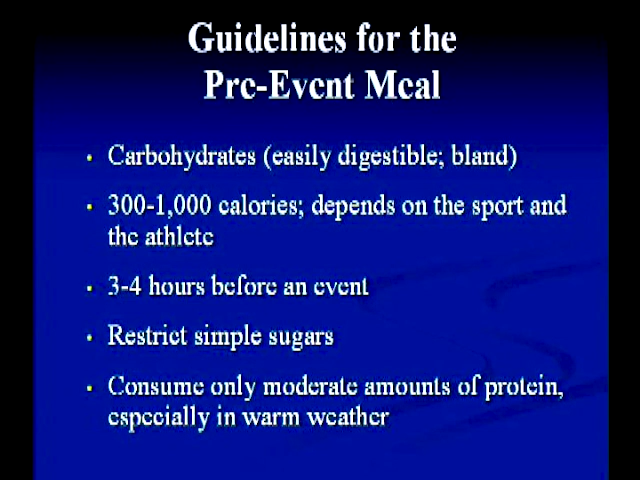 Guidelines for the
Pre-Event Meal
• Carbohydrates (easily digestible; bland)
• 300-1,000 calories; depends on the sport and
the athlete
• 3-4 hours before an event
• Restrict simple sugars
• Consume only moderate amounts of protein,
especially in warm weather